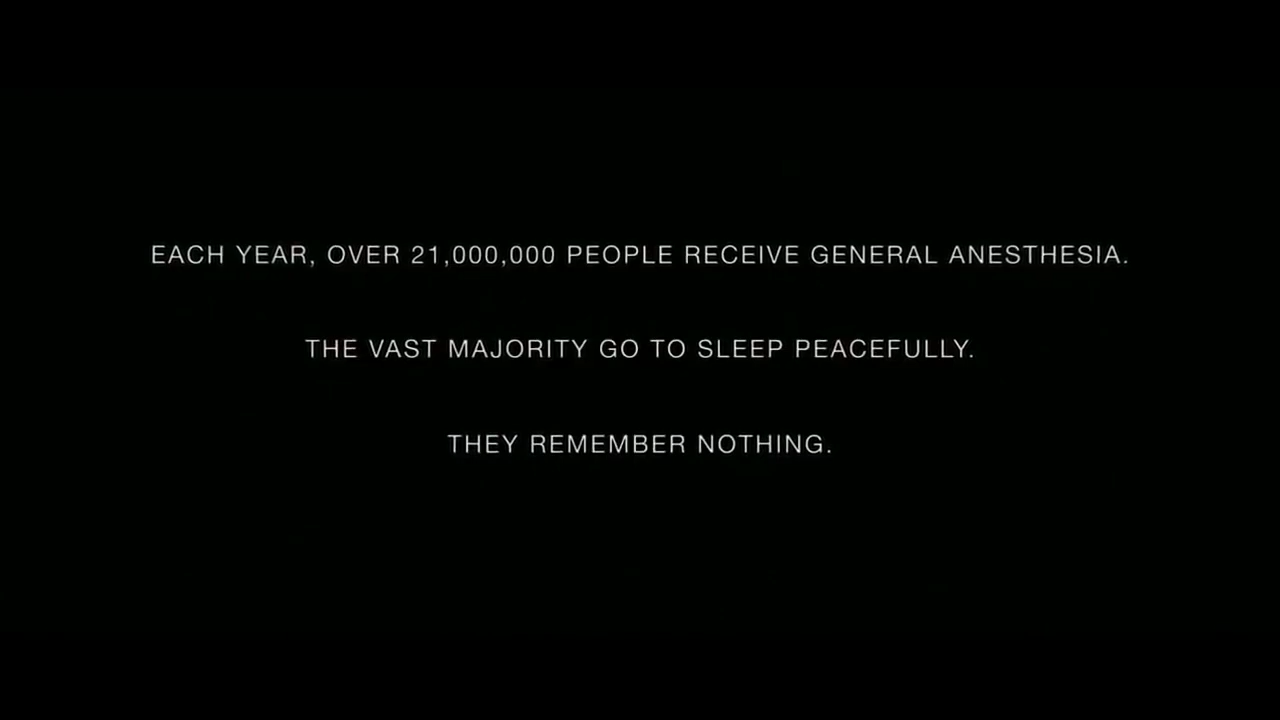 EACH YEAR, OVER 21,000,000 PEOPLE RECEIVE GENERAL ANESTHESIA.
THE VAST MAJORITY GO TO SLEEP PEACEFULLY.
THEY REMEMBER NOTHING.